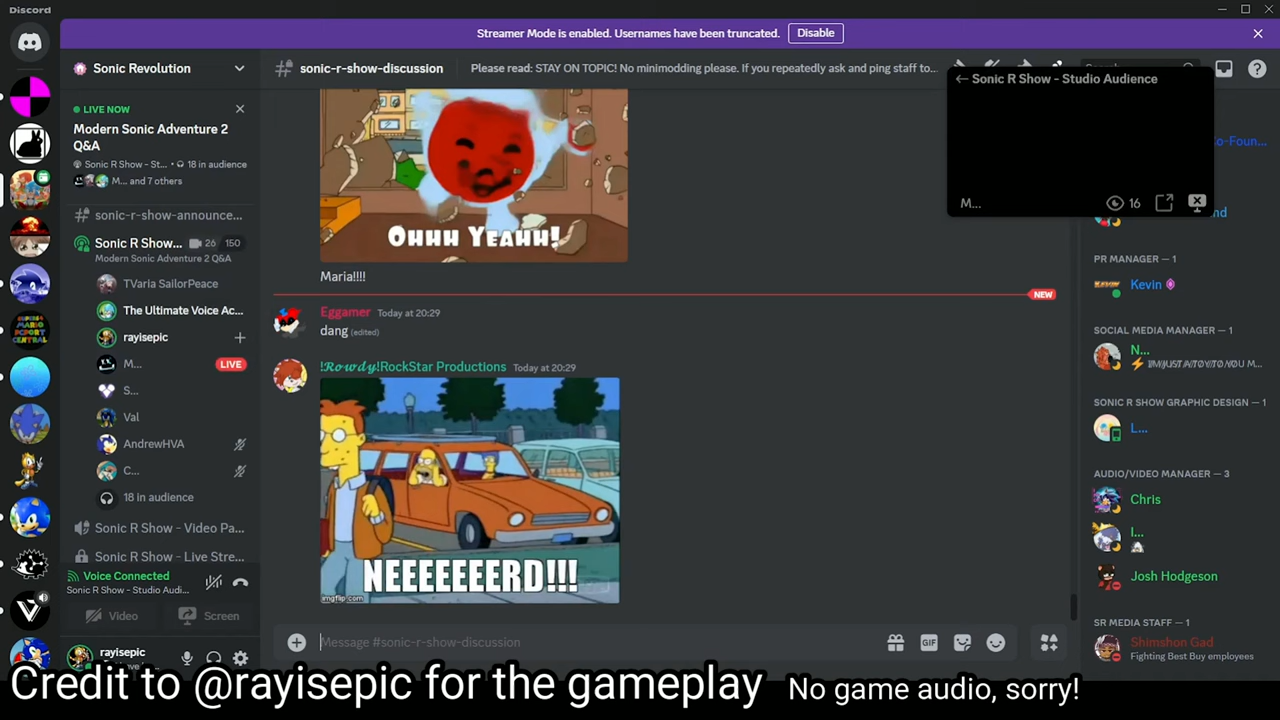 Discord
Streamer Mode is enabled. Usernames have been truncated.
Disable
Sonic Revolution
LIVE NOW
Modern Sonic Adventure 2
Q&A
Sonic R Show - St... • 18 in audience
M... and 7 others
sonic-r-show-announce...
Sonic R Show... 26 150
Modern Sonic Adventure 2 Q&A
TVaria SailorPeace
The Ultimate Voice Ac...
rayisepic
M... LIVE
S...
Val
AndrewHVA
C...
18 in audience
Sonic R Show - Video Pa...
Sonic R Show - Live Stre...
Voice Connected
Sonic R Show - Studio Audi...
Video Screen
rayisepic
sonic-r-show-discussion
Please read: STAY ON TOPIC! No minimodding please. If you repeatedly ask and ping staff to...
OHHH YEAHH!
Maria!!!!
NEW
Eggamer Today at 20:29
dang (edited)
!Rowdy!RockStar Productions Today at 20:29
NEEEEEEERD!!!
imgflip.com
Message #sonic-r-show-discussion
GIF
Sonic R Show - Studio Audience
M... 16
PR MANAGER — 1
Kevin
SOCIAL MEDIA MANAGER — 1
N...
SONIC R SHOW GRAPHIC DESIGN — 1
L...
AUDIO/VIDEO MANAGER — 3
Chris
I...
Josh Hodgeson
SR MEDIA STAFF — 1
Shimshon Gad
Fighting Best Buy employees
Credit to @rayisepic for the gameplay
No game audio, sorry!